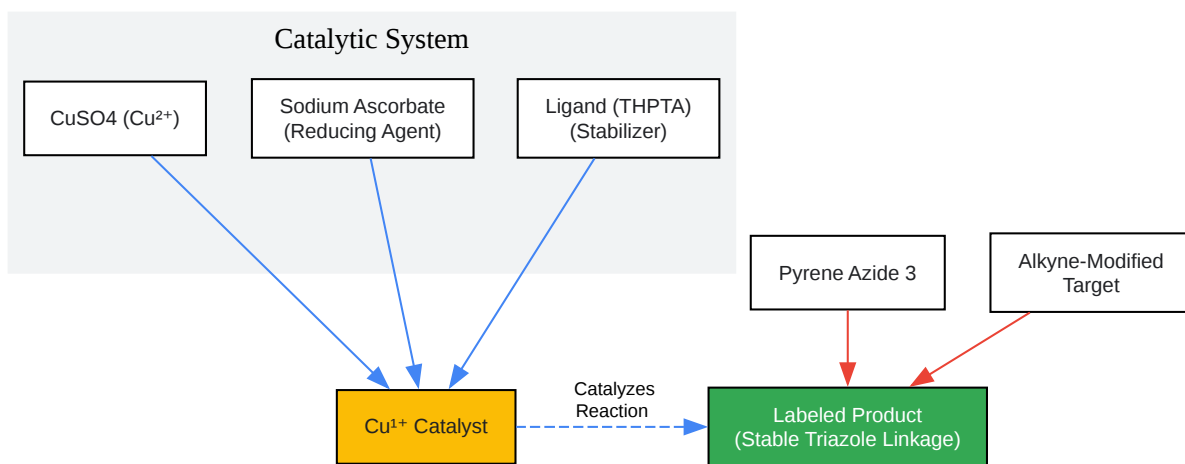 Catalytic System
CuSO4 (Cu²⁺)
Sodium Ascorbate
(Reducing Agent)
Ligand (THPTA)
(Stabilizer)
Pyrene Azide 3
Alkyne-Modified
Target
Cu¹⁺ Catalyst
Catalyzes
Reaction
Labeled Product
(Stable Triazole Linkage)